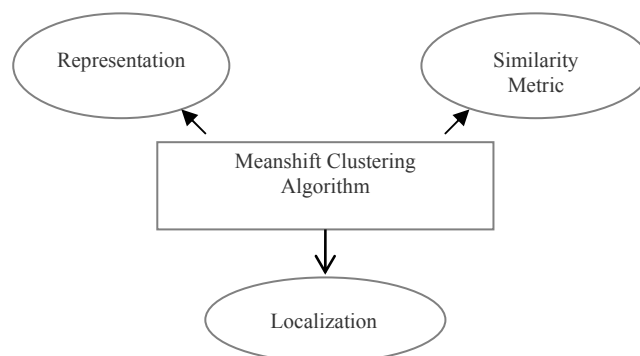 Representation
Similarity
Metric
Meanshift Clustering
Algorithm
Localization